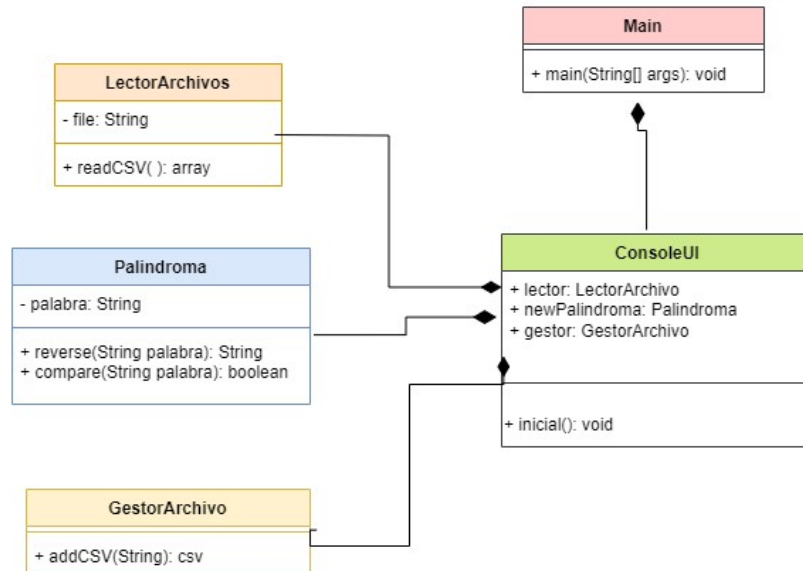 Main
+ main(String[] args): void
LectorArchivos
- file: String
+ readCSV( ): array
Palindroma
- palabra: String
+ reverse(String palabra): String
+ compare(String palabra): boolean
ConsoleUI
+ lector: LectorArchivo
+ newPalindroma: Palindroma
+ gestor: GestorArchivo
+ inicial(): void
GestorArchivo
+ addCSV(String): csv